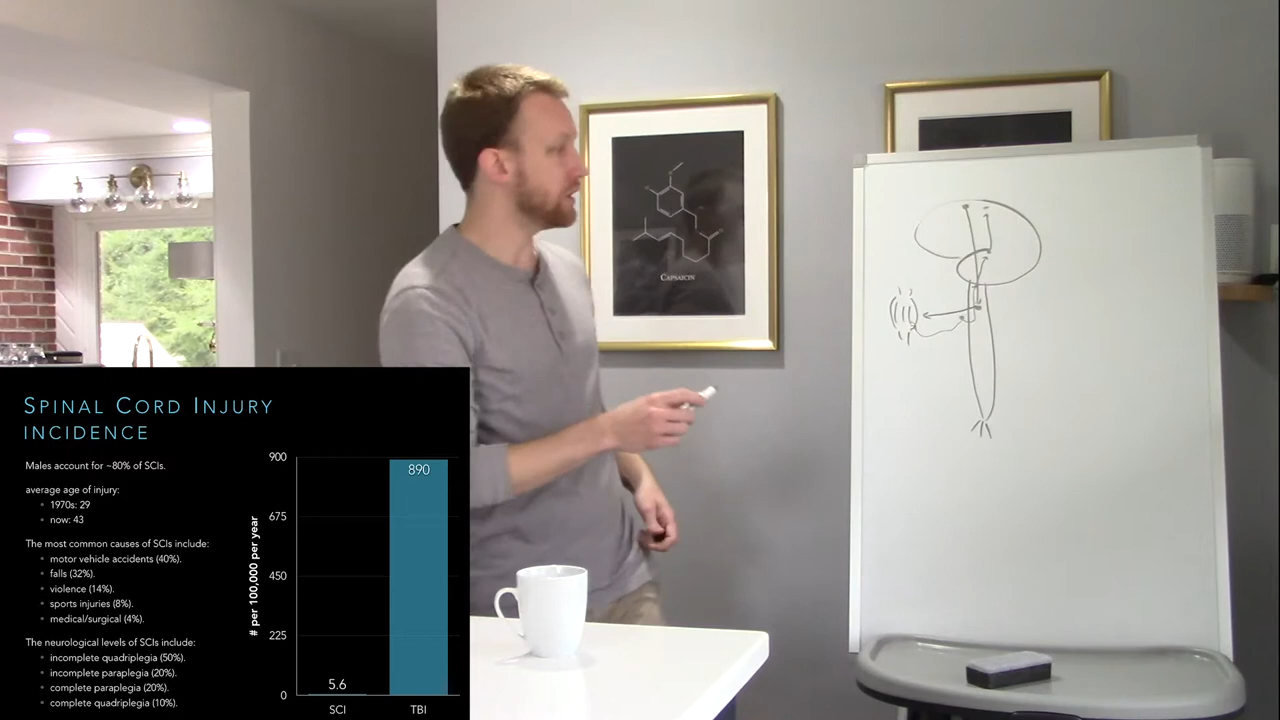 CAPSAICIN
SPINAL CORD INJURY
INCIDENCE
Males account for ~80% of SCIs.
average age of injury:
• 1970s: 29
• now: 43
The most common causes of SCIs include:
• motor vehicle accidents (40%).
• falls (32%).
• violence (14%).
• sports injuries (8%).
• medical/surgical (4%).
The neurological levels of SCIs include:
• incomplete quadriplegia (50%).
• incomplete paraplegia (20%).
• complete paraplegia (20%).
• complete quadriplegia (10%).
# per 100,000 per year
900
675
450
225
0
5.6
890
SCI
TBI